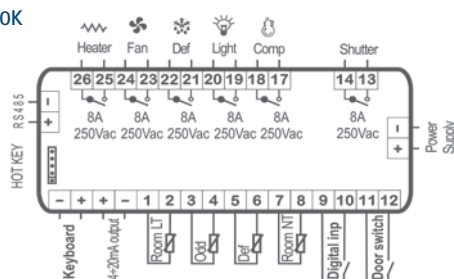 0K
Heater Fan Def Light Comp Shutter
26 25 24 23 22 21 20 19 18 17 14 13
8A 8A 8A 8A 8A 8A
250Vac 250Vac 250Vac 250Vac 250Vac 250Vac
RS485
-
+
HOT KEY
-
+
Power
Supply
- + + - 1 2 3 4 5 6 7 8 9 10 11 12
Keyboard
4÷20mA output
Room LT
Odd
Def
Room NT
Digital inp
Door switch